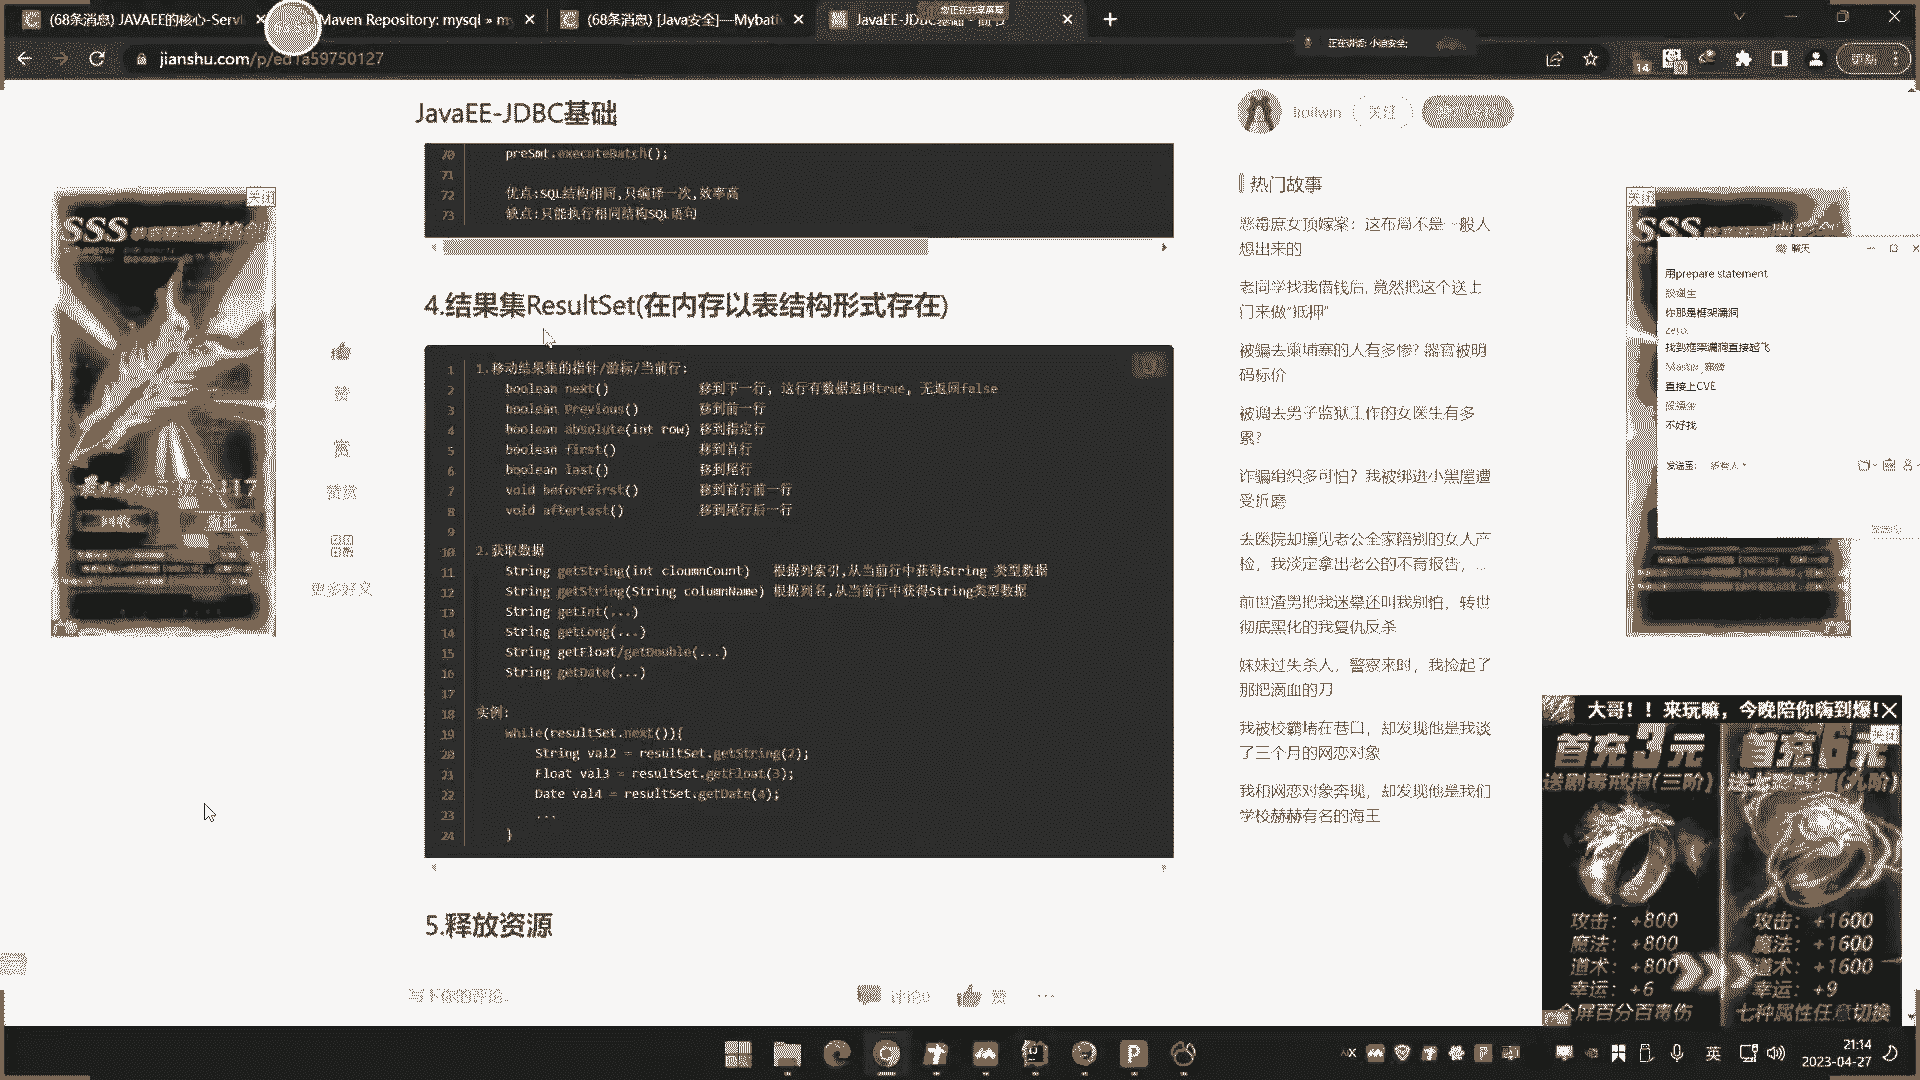 (68条消息) JAVAEE的核心-Servl
Maven Repository: mysql » m
(68条消息) [Java安全]—Mybati
JavaEE-JDBC基础 - 简书
您正在共享屏幕
正在讲话: 小迪安全;
jianshu.com/p/ed1a59750127
14
JavaEE-JDBC基础
关注
70 preSmt.executeBatch();
71
72 优点:SQL结构相同,只编译一次,效率高
73 缺点:只能执行相同结构SQL语句
4.结果集ResultSet(在内存以表结构形式存在)
1 1.移动结果集的指针/游标/当前行:
2 boolean next() 移到下一行, 这行有数据返回true, 无返回false
3 boolean Previous() 移到前一行
4 boolean absolute(int row) 移到指定行
5 boolean first() 移到首行
6 boolean last() 移到尾行
7 void beforeFirst() 移到首行前一行
8 void afterLast() 移到尾行后一行
9
10 2.获取数据
11 String getString(int cloumnCount) 根据列索引,从当前行中获得String 类型数据
12 String getString(String columnName) 根据列名,从当前行中获得String类型数据
13 String getInt(...)
14 String getLong(...)
15 String getFloat/getDouble(...)
16 String getDate(...)
17
18 实例:
19 while(resultSet.next()){
20 String val2 = resultSet.getString(2);
21 Float val3 = resultSet.getFloat(3);
22 Date val4 = resultSet.getDate(4);
23 ...
24 }
5.释放资源
赞
赏
赞赏
更多好文
关闭
SSS
热门故事
恶毒庶女顶嫁案：这布局不是一般人
想出来的
老同学找我借钱后, 竟然把这个送上
门来做“抵押”
被骗去柬埔寨的人有多惨? 器官被明
码标价
被调去男子监狱工作的女医生有多
累?
诈骗组织多可怕？我被绑进小黑屋遭
受折磨
去医院却撞见老公全家陪别的女人产
检，我淡定拿出老公的不育报告，...
前世渣男把我迷晕还叫我别怕，转世
彻底黑化的我复仇反杀
妹妹过失杀人，警察来时，我捡起了
那把滴血的刀
我被校霸堵在巷口，却发现他是我谈
了三个月的网恋对象
我和网恋对象奔现，却发现他是我们
学校赫赫有名的海王
关闭
SSS
聊天
用prepare statement
你那是框架漏洞
zero.
找到框架漏洞直接起飞
直接上CVE
不好找
发送至:
大哥！！来玩嘛，今晚陪你嗨到爆!
关闭
首充3元
首充6元
攻击：+800
魔法：+800
道术：+800
幸运：+6
攻击：+1600
魔法：+1600
道术：+1600
幸运：+9
全屏百分百毒伤
七种属性任意切换
写下你的评论...
评论0
赞
英
21:14
2023-04-27